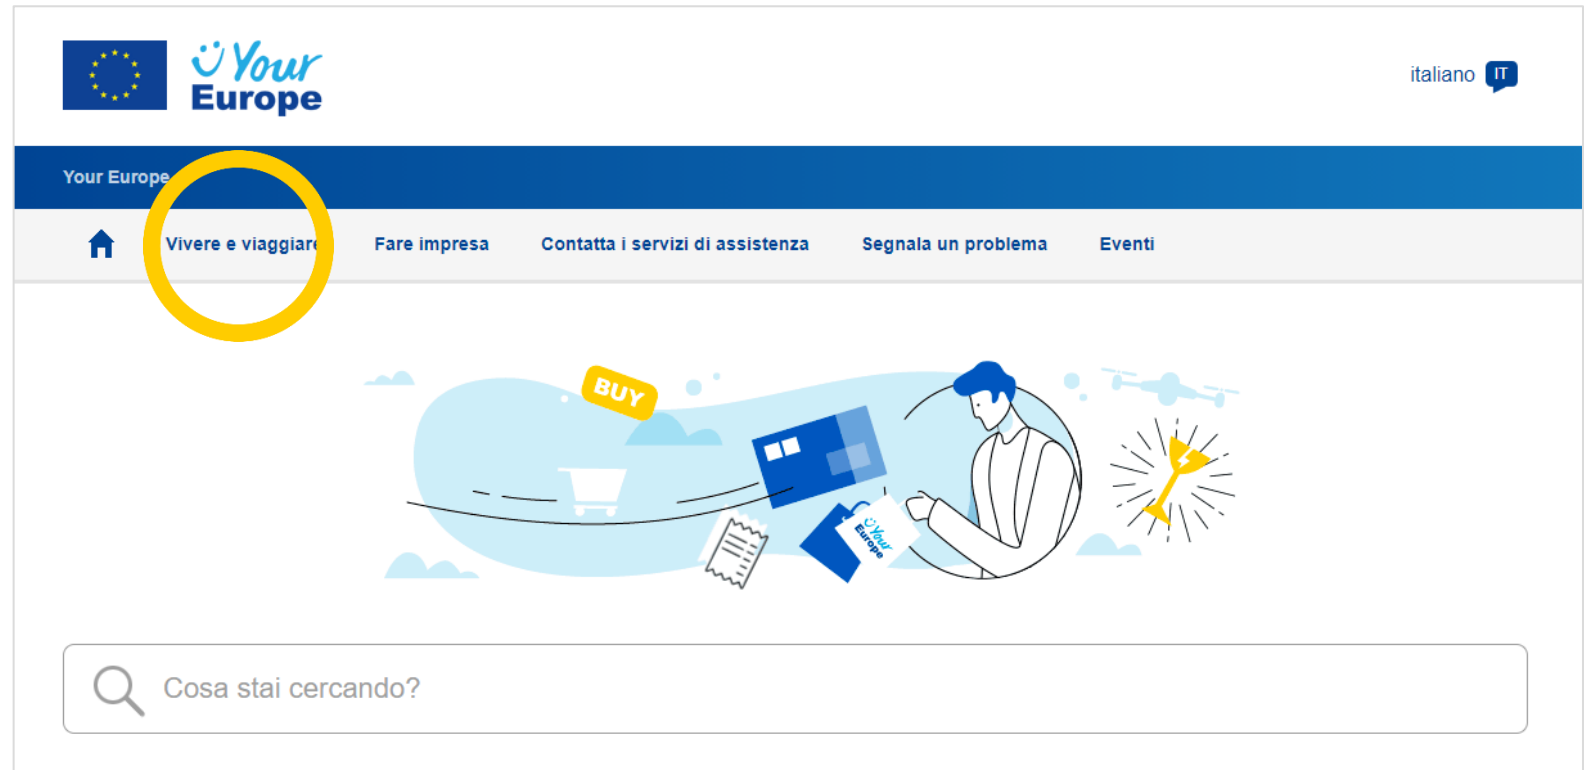 Your
Europe
italiano IT
Your Europe
Vivere e viaggiare
Fare impresa
Contatta i servizi di assistenza
Segnala un problema
Eventi
BUY
Your
Europe
Cosa stai cercando?